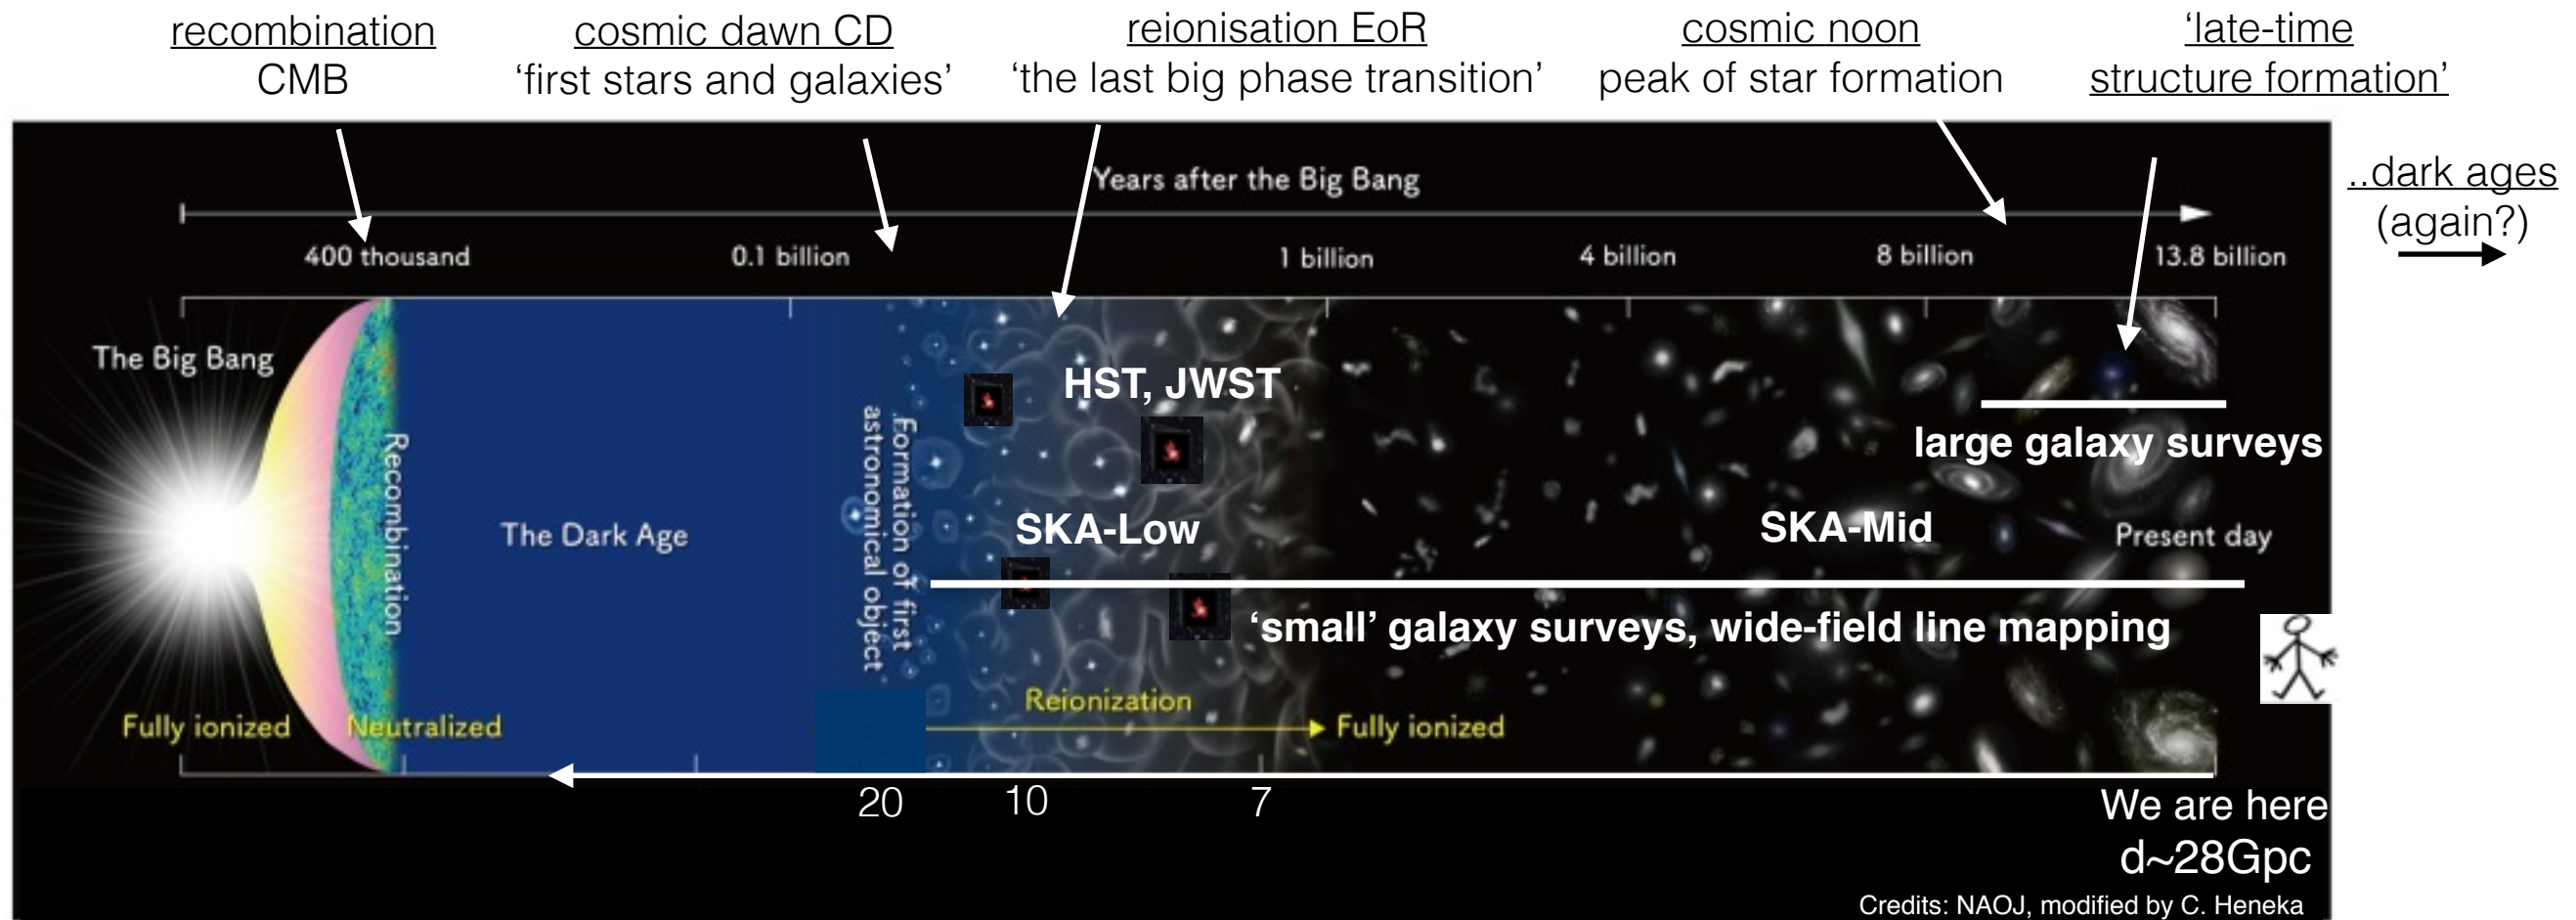 recombination
CMB
cosmic dawn CD
‘first stars and galaxies’
reionisation EoR
‘the last big phase transition’
cosmic noon
peak of star formation
‘late-time
structure formation’
..dark ages
(again?)
Years after the Big Bang
400 thousand
0.1 billion
1 billion
4 billion
8 billion
13.8 billion
The Big Bang
Recombination
The Dark Age
Formation of first
astronomical object
HST, JWST
large galaxy surveys
SKA-Low
SKA-Mid
Present day
‘small’ galaxy surveys, wide-field line mapping
Fully ionized
Neutralized
Reionization
Fully ionized
20
10
7
We are here
d~28Gpc
Credits: NAOJ, modified by C. Heneka